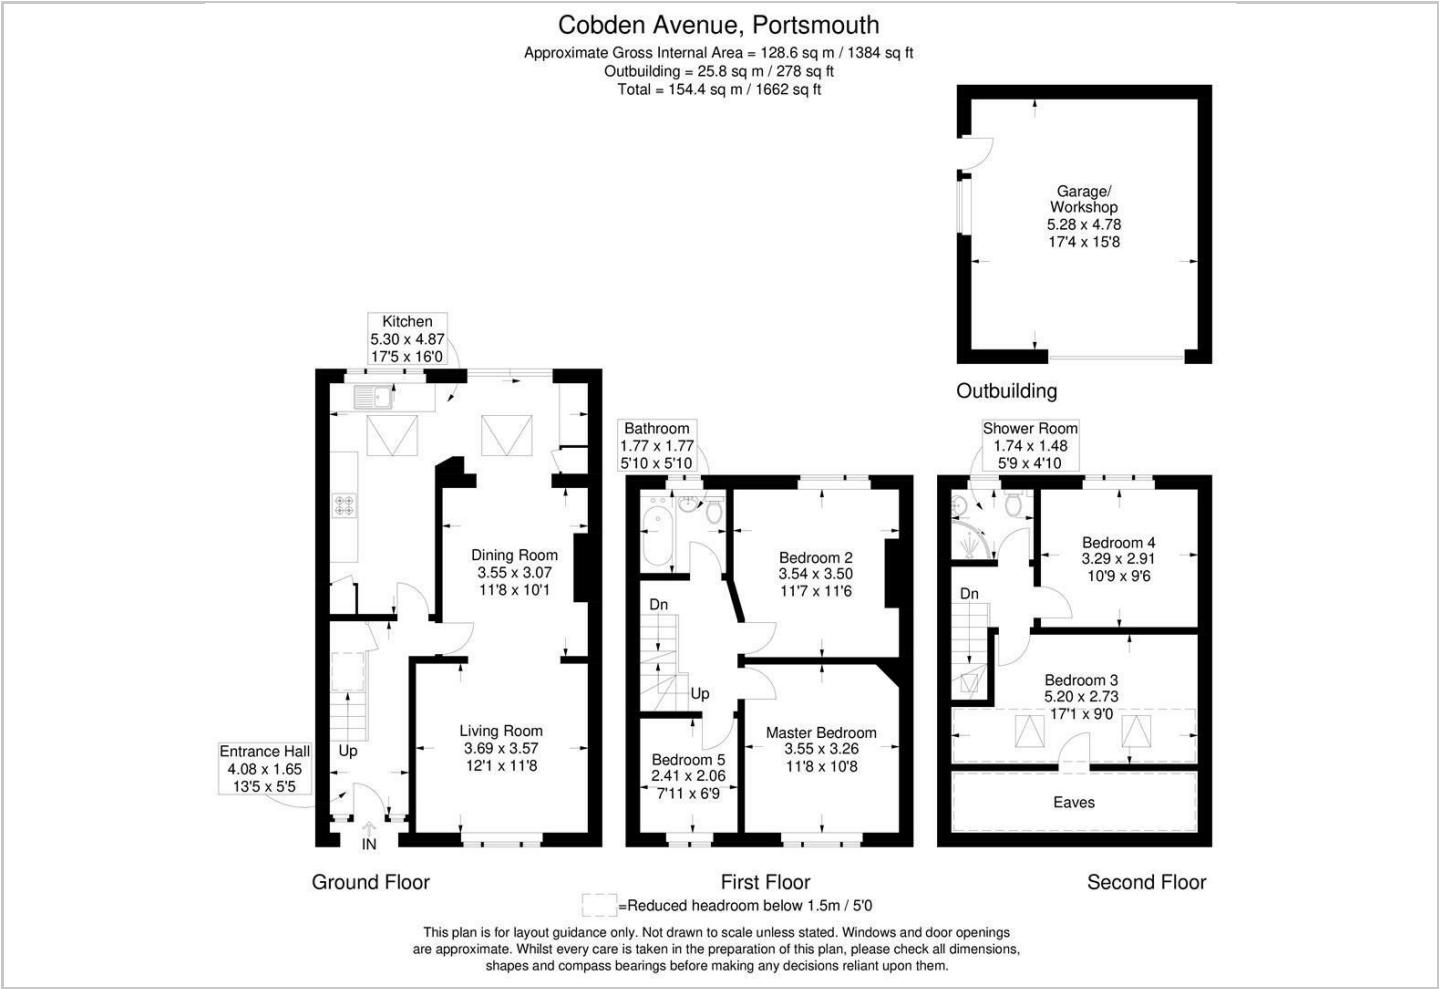 Cobden Avenue, Portsmouth
Approximate Gross Internal Area = 128.6 sq m / 1384 sq ft
Outbuilding = 25.8 sq m / 278 sq ft
Total = 154.4 sq m / 1662 sq ft
Garage/
Workshop
5.28 x 4.78
17'4 x 15'8
Outbuilding
Kitchen
5.30 x 4.87
17'5 x 16'0
Dining Room
3.55 x 3.07
11'8 x 10'1
Living Room
3.69 x 3.57
12'1 x 11'8
Entrance Hall
4.08 x 1.65
13'5 x 5'5
Up
IN
Ground Floor
Bathroom
1.77 x 1.77
5'10 x 5'10
Bedroom 2
3.54 x 3.50
11'7 x 11'6
Dn
Up
Master Bedroom
3.55 x 3.26
11'8 x 10'8
Bedroom 5
2.41 x 2.06
7'11 x 6'9
First Floor
Shower Room
1.74 x 1.48
5'9 x 4'10
Bedroom 4
3.29 x 2.91
10'9 x 9'6
Dn
Bedroom 3
5.20 x 2.73
17'1 x 9'0
Eaves
Second Floor
=Reduced headroom below 1.5m / 5'0
This plan is for layout guidance only. Not drawn to scale unless stated. Windows and door openings
are approximate. Whilst every care is taken in the preparation of this plan, please check all dimensions,
shapes and compass bearings before making any decisions reliant upon them.